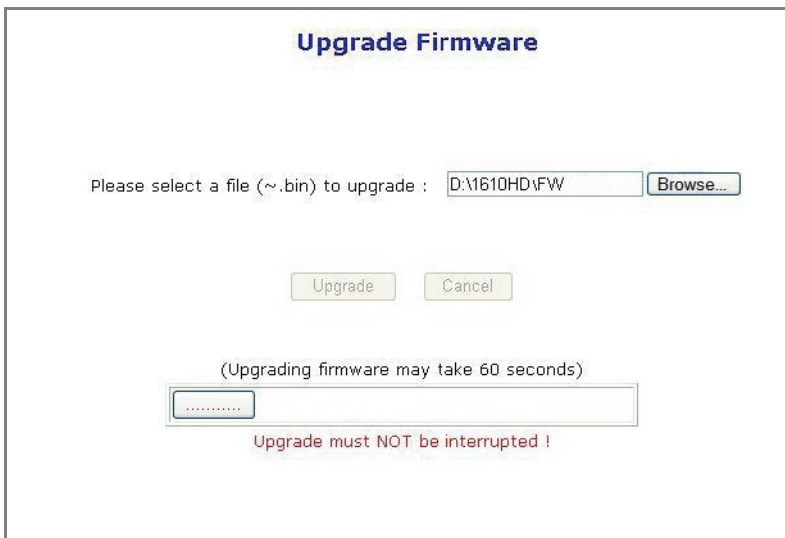 Upgrade Firmware
Please select a file (~.bin) to upgrade : D:\1610HD\FW Browse...
Upgrade Cancel
(Upgrading firmware may take 60 seconds)
...........
Upgrade must NOT be interrupted !